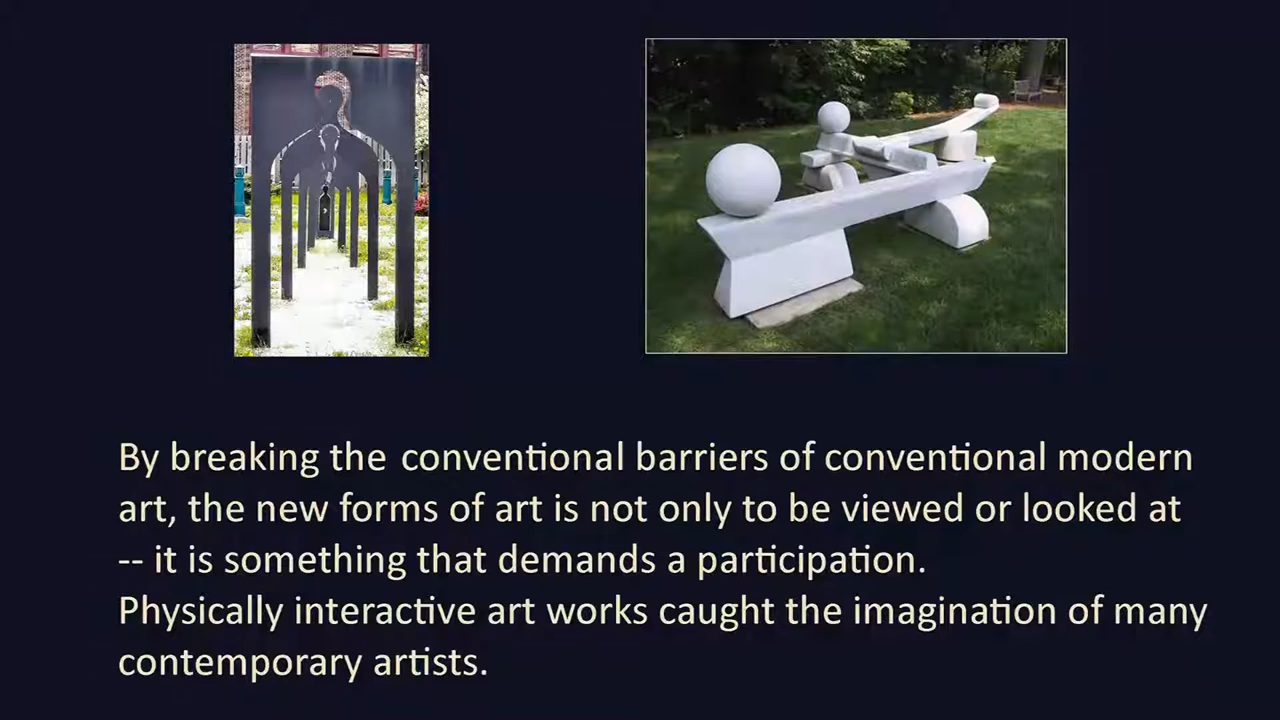 By breaking the conventional barriers of conventional modern
art, the new forms of art is not only to be viewed or looked at
-- it is something that demands a participation.
Physically interactive art works caught the imagination of many
contemporary artists.